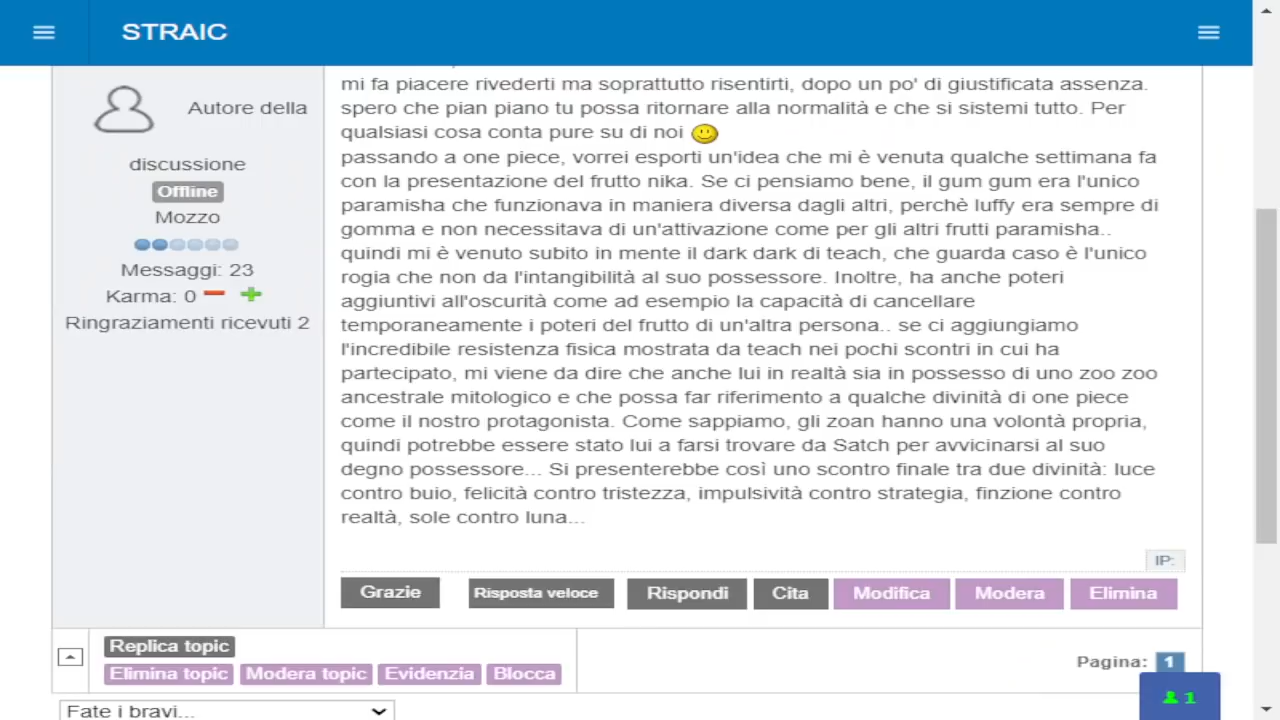 STRAIC
Autore della
discussione
Offline
Mozzo
Messaggi: 23
Karma: 0
Ringraziamenti ricevuti 2
mi fa piacere rivederti ma soprattutto risentirti, dopo un po' di giustificata assenza.
spero che pian piano tu possa ritornare alla normalità e che si sistemi tutto. Per
qualsiasi cosa conta pure su di noi
passando a one piece, vorrei esporti un'idea che mi è venuta qualche settimana fa
con la presentazione del frutto nika. Se ci pensiamo bene, il gum gum era l'unico
paramisha che funzionava in maniera diversa dagli altri, perchè luffy era sempre di
gomma e non necessitava di un'attivazione come per gli altri frutti paramisha..
quindi mi è venuto subito in mente il dark dark di teach, che guarda caso è l'unico
rogia che non da l'intangibilità al suo possessore. Inoltre, ha anche poteri
aggiuntivi all'oscurità come ad esempio la capacità di cancellare
temporaneamente i poteri del frutto di un'altra persona.. se ci aggiungiamo
l'incredibile resistenza fisica mostrata da teach nei pochi scontri in cui ha
partecipato, mi viene da dire che anche lui in realtà sia in possesso di uno zoo zoo
ancestrale mitologico e che possa far riferimento a qualche divinità di one piece
come il nostro protagonista. Come sappiamo, gli zoan hanno una volontà propria,
quindi potrebbe essere stato lui a farsi trovare da Satch per avvicinarsi al suo
degno possessore... Si presenterebbe così uno scontro finale tra due divinità: luce
contro buio, felicità contro tristezza, impulsività contro strategia, finzione contro
realtà, sole contro luna...
IP:
Grazie Risposta veloce Rispondi Cita Modifica Modera Elimina
Replica topic
Elimina topic Modera topic Evidenzia Blocca
Pagina: 1
1
Fate i bravi...